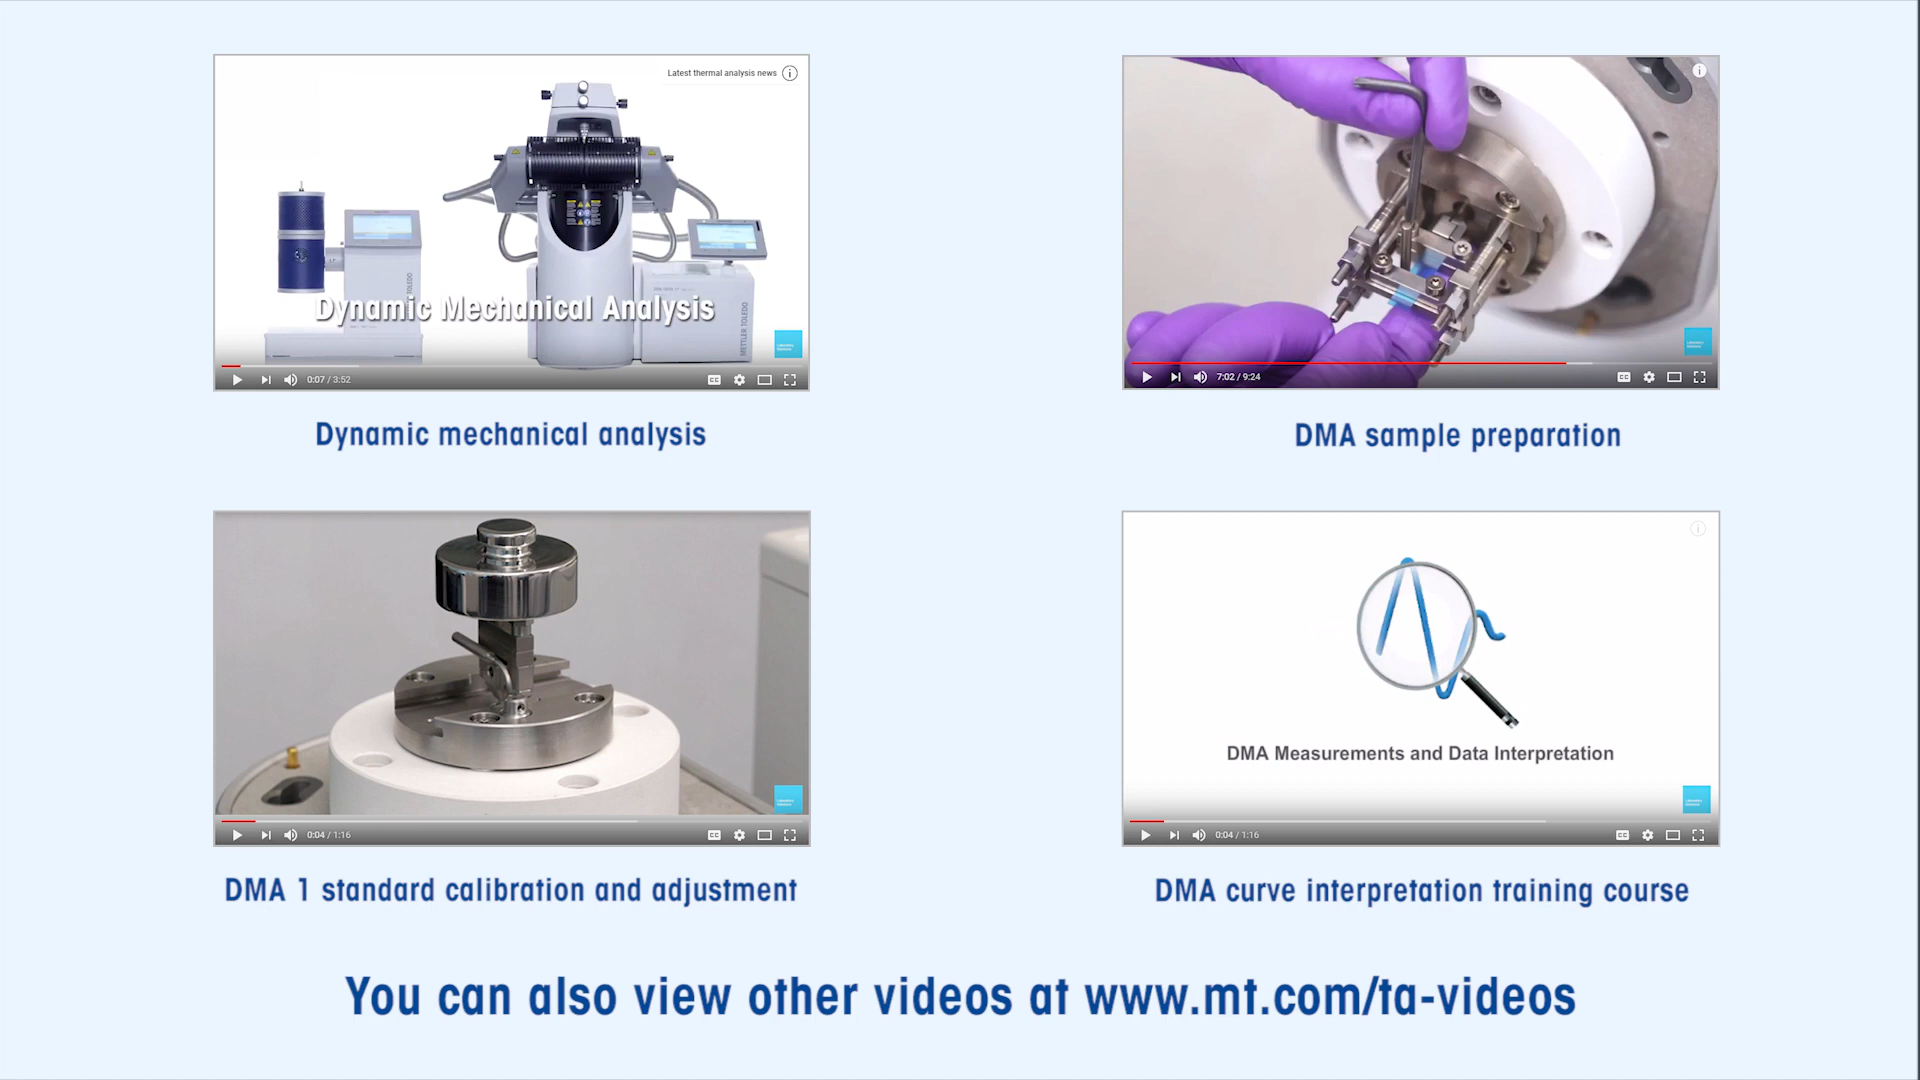 Latest thermal analysis news
Dynamic Mechanical Analysis
METTLER TOLEDO
0:07 / 3:52
Dynamic mechanical analysis
7:02 / 9:24
DMA sample preparation
0:04 / 1:16
DMA 1 standard calibration and adjustment
DMA Measurements and Data Interpretation
0:04 / 1:16
DMA curve interpretation training course
You can also view other videos at www.mt.com/ta-videos